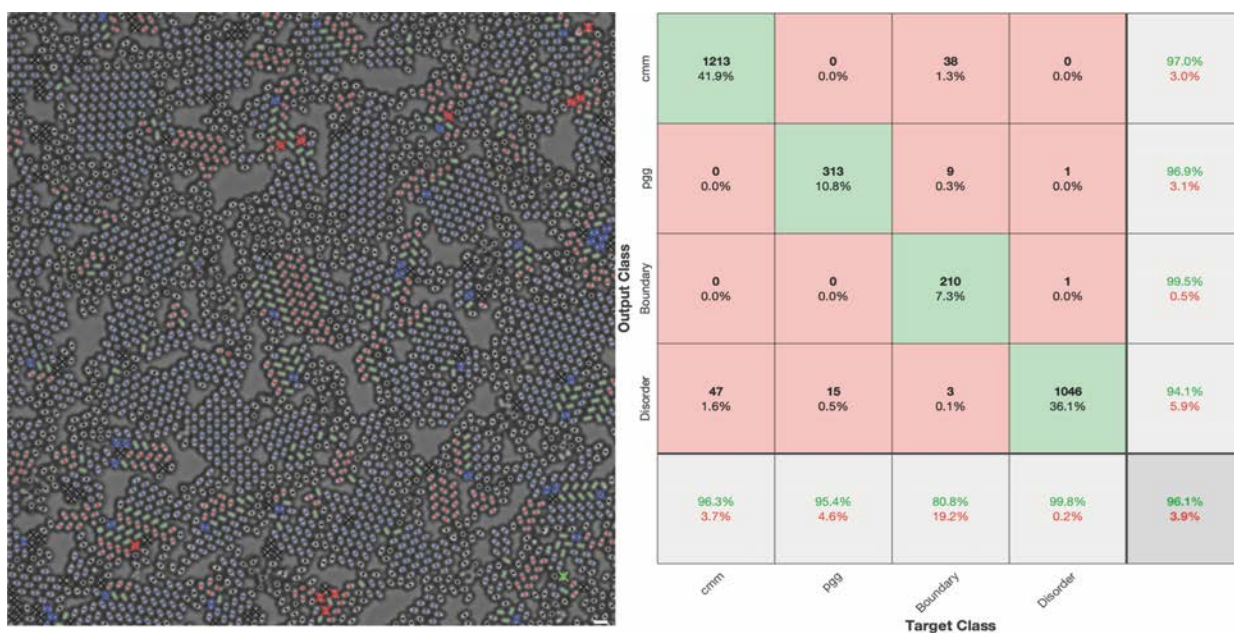 1213 0 38 0 97.0%
41.9% 0.0% 1.3% 0.0% 3.0%
cmm
0 313 9 1 96.9%
0.0% 10.8% 0.3% 0.0% 3.1%
pgg
0 0 210 1 99.5%
0.0% 0.0% 7.3% 0.0% 0.5%
Boundary
47 15 3 1046 94.1%
1.6% 0.5% 0.1% 36.1% 5.9%
Disorder
Output Class
96.3% 95.4% 80.8% 99.8% 96.1%
3.7% 4.6% 19.2% 0.2% 3.9%
cmm pgg Boundary Disorder
Target Class